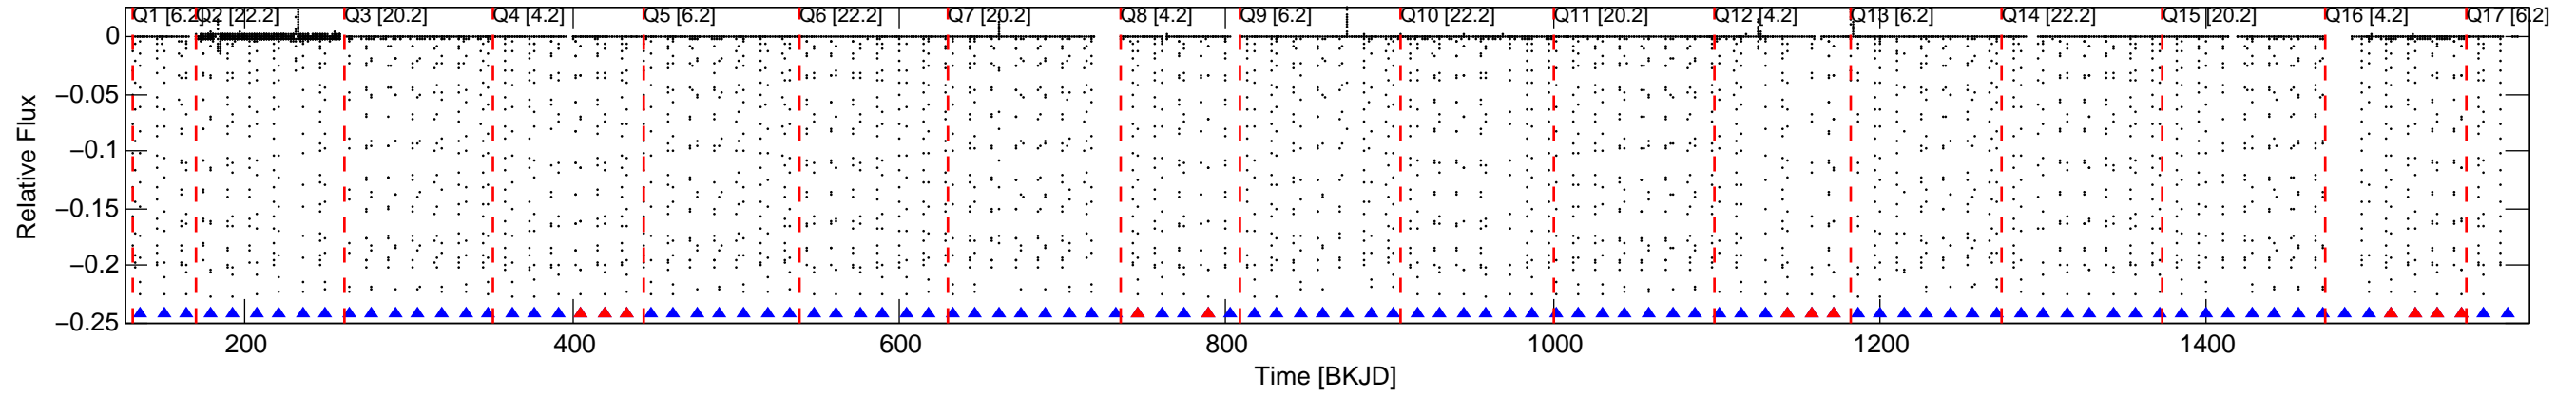 Q1 [6.2] Q2 [22.2] Q3 [20.2] Q4 [4.2] Q5 [6.2] Q6 [22.2] Q7 [20.2] Q8 [4.2] Q9 [6.2] Q10 [22.2] Q11 [20.2] Q12 [4.2] Q13 [6.2] Q14 [22.2] Q15 [20.2] Q16 [4.2] Q17 [6.2]
0
−0.05
−0.1
−0.15
−0.2
−0.25
Relative Flux
200 400 600 800 1000 1200 1400
Time [BKJD]